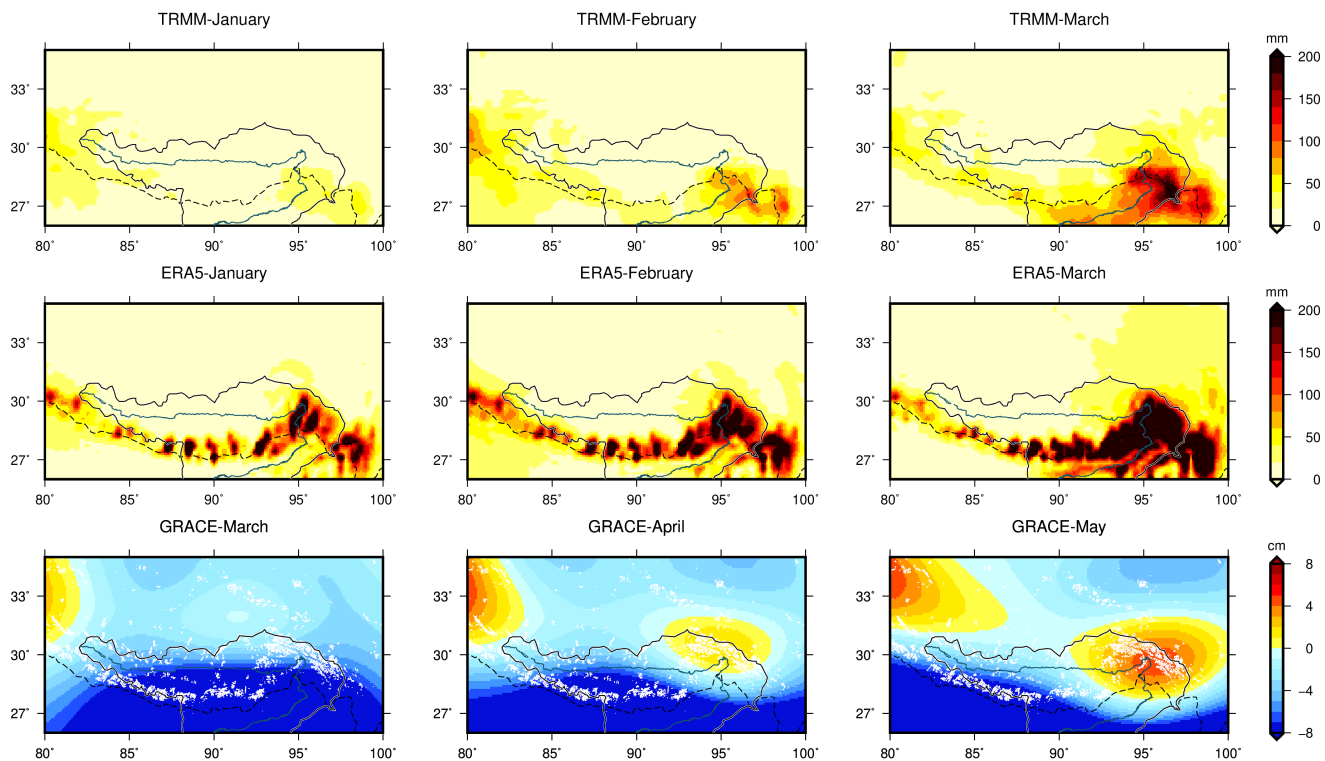 TRMM-January TRMM-February TRMM-March
mm
33˚ 33˚ 33˚ 200
150
30˚ 30˚ 30˚ 100
50
27˚ 27˚ 27˚ 0
80˚ 85˚ 90˚ 95˚ 100˚ 80˚ 85˚ 90˚ 95˚ 100˚ 80˚ 85˚ 90˚ 95˚ 100˚
ERA5-January ERA5-February ERA5-March
mm
33˚ 33˚ 33˚ 200
150
30˚ 30˚ 30˚ 100
50
27˚ 27˚ 27˚ 0
80˚ 85˚ 90˚ 95˚ 100˚ 80˚ 85˚ 90˚ 95˚ 100˚ 80˚ 85˚ 90˚ 95˚ 100˚
GRACE-March GRACE-April GRACE-May
cm
8
33˚ 33˚ 33˚ 4
30˚ 30˚ 30˚ 0
−4
27˚ 27˚ 27˚ −8
80˚ 85˚ 90˚ 95˚ 100˚ 80˚ 85˚ 90˚ 95˚ 100˚ 80˚ 85˚ 90˚ 95˚ 100˚